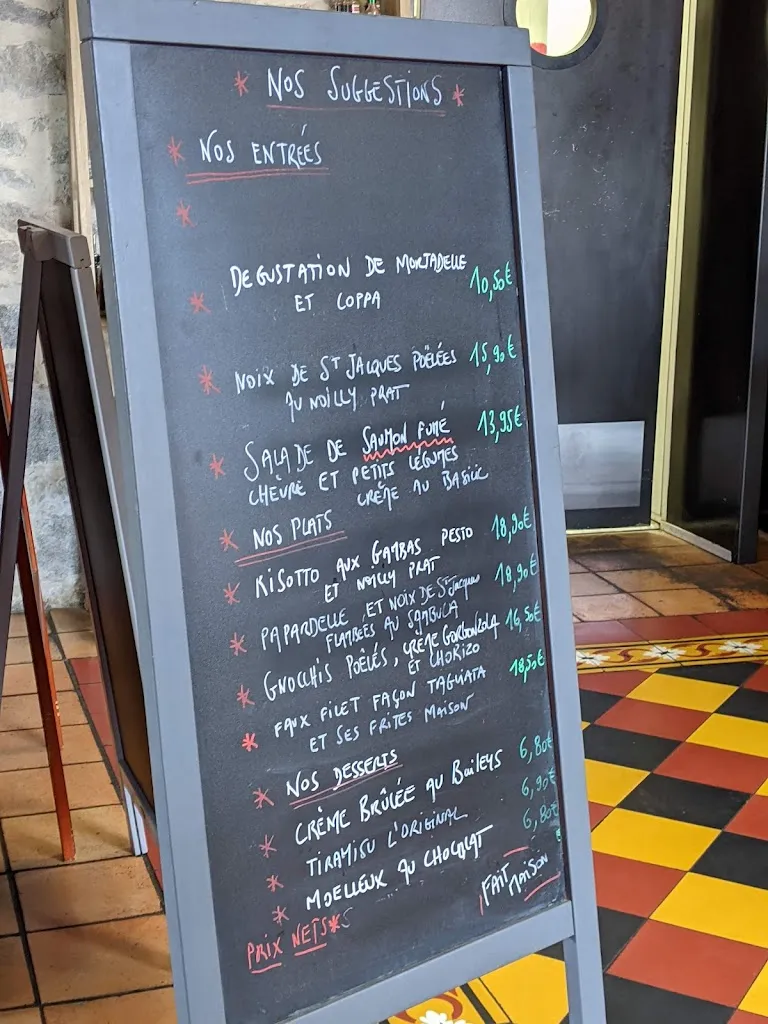 * NOS SUGGESTIONS *
* NOS ENTRÉES
*
DEGUSTATION DE MORTADELLE 10,50€
* ET COPPA
* NOIX DE ST JACQUES POËLÉES 15,90€
AU NOILLY PRAT
* SALADE DE SAUMON FUMÉ 13,95€
CHÈVRE ET PETITS LÉGUMES
CRÈME AU BASILIC
* NOS PLATS
* RISOTTO AUX GAMBAS PESTO 18,90€
ET NOILLY PRAT
* PAPARDELLE ET NOIX DE ST JACQUES 18,90€
FLAMBÉES AU SAMBUCA
* GNOCCHIS POÊLÉS, CRÈME GORGONZOLA 16,50€
ET CHORIZO
* FAUX FILET FAÇON TAGLIATA 18,50€
ET SES FRITES MAISON
* NOS DESSERTS
* CRÈME BRÛLÉE AU BAILEYS 6,80€
* TIRAMISU L'ORIGINAL 6,90€
* MOELLEUX AU CHOCOLAT 6,80€
FAIT MAISON
PRIX NETS